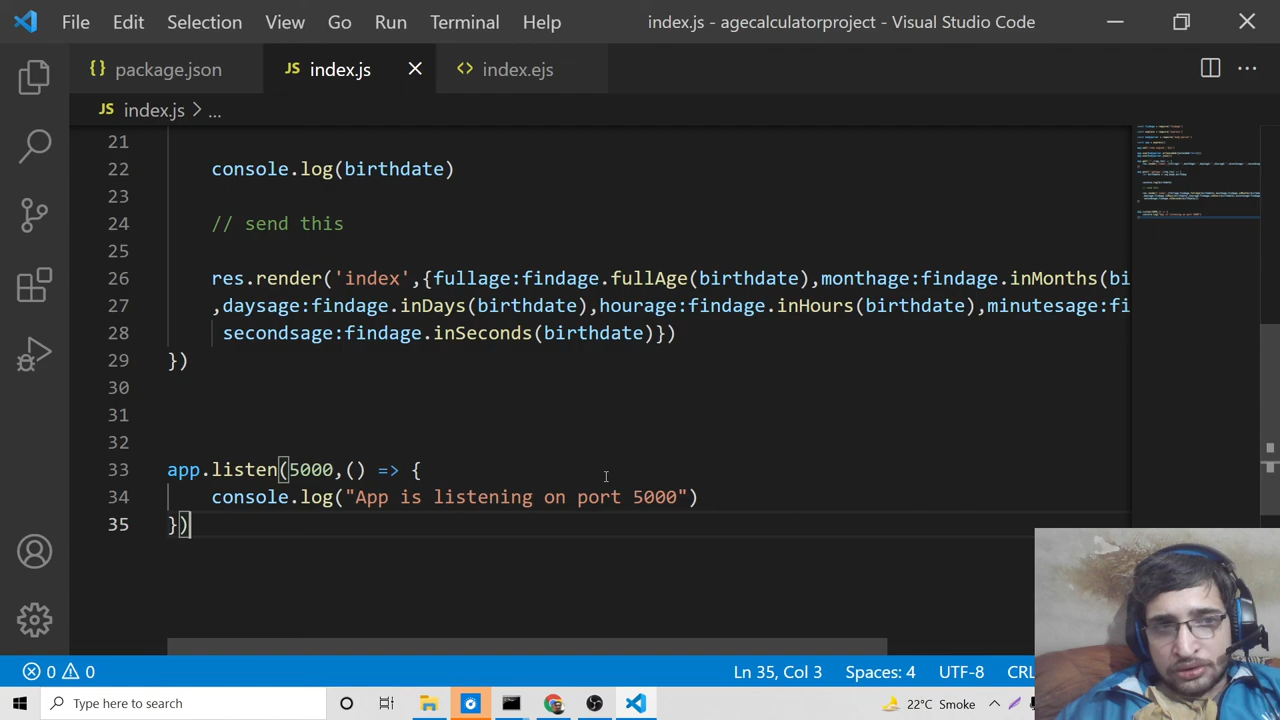 File Edit Selection View Go Run Terminal Help index.js - agecalculatorproject - Visual Studio Code
{} package.json JS index.js <> index.ejs
JS index.js > ...
21
22 console.log(birthdate)
23
24 // send this
25
26 res.render('index',{fullage:findage.fullAge(birthdate),monthage:findage.inMonths(bi
27 ,daysage:findage.inDays(birthdate),hourage:findage.inHours(birthdate),minutesage:fi
28 secondsage:findage.inSeconds(birthdate)})
29 })
30
31
32
33 app.listen(5000,() => {
34 console.log("App is listening on port 5000")
35 })
0 0 Ln 35, Col 3 Spaces: 4 UTF-8 CRL
Type here to search 22°C Smoke